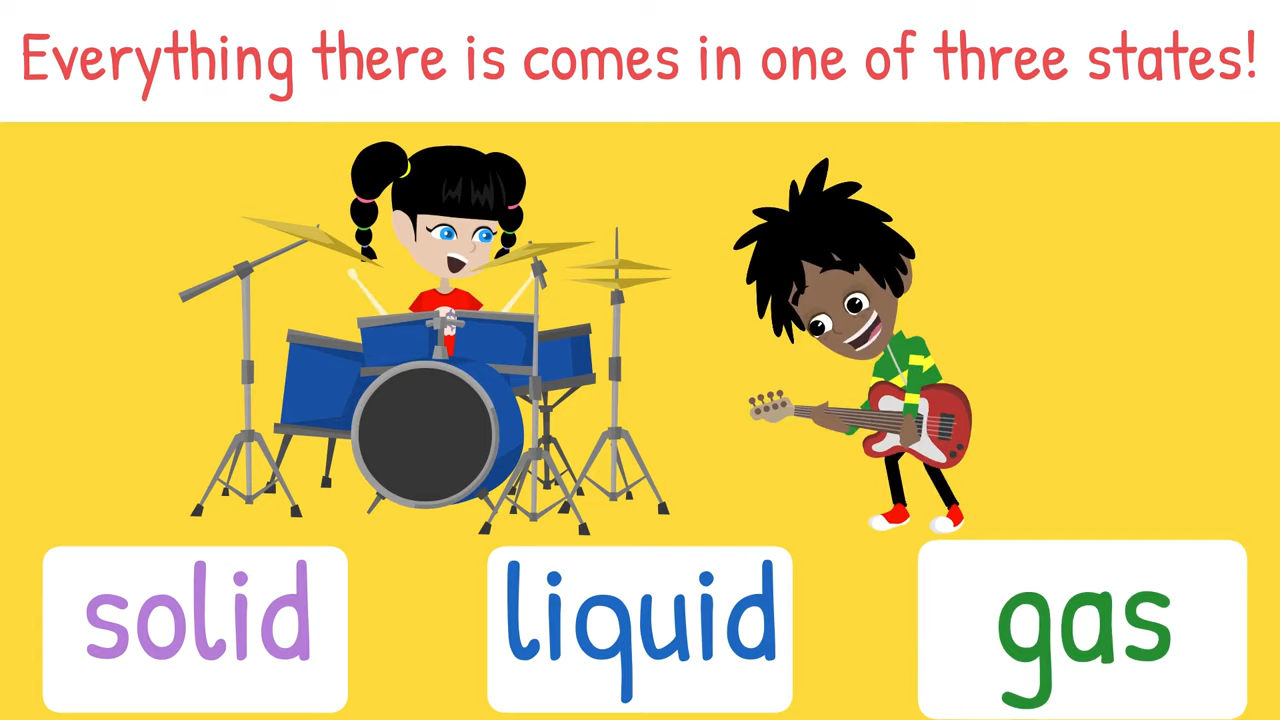 Everything there is comes in one of three states!
solid
liquid
gas